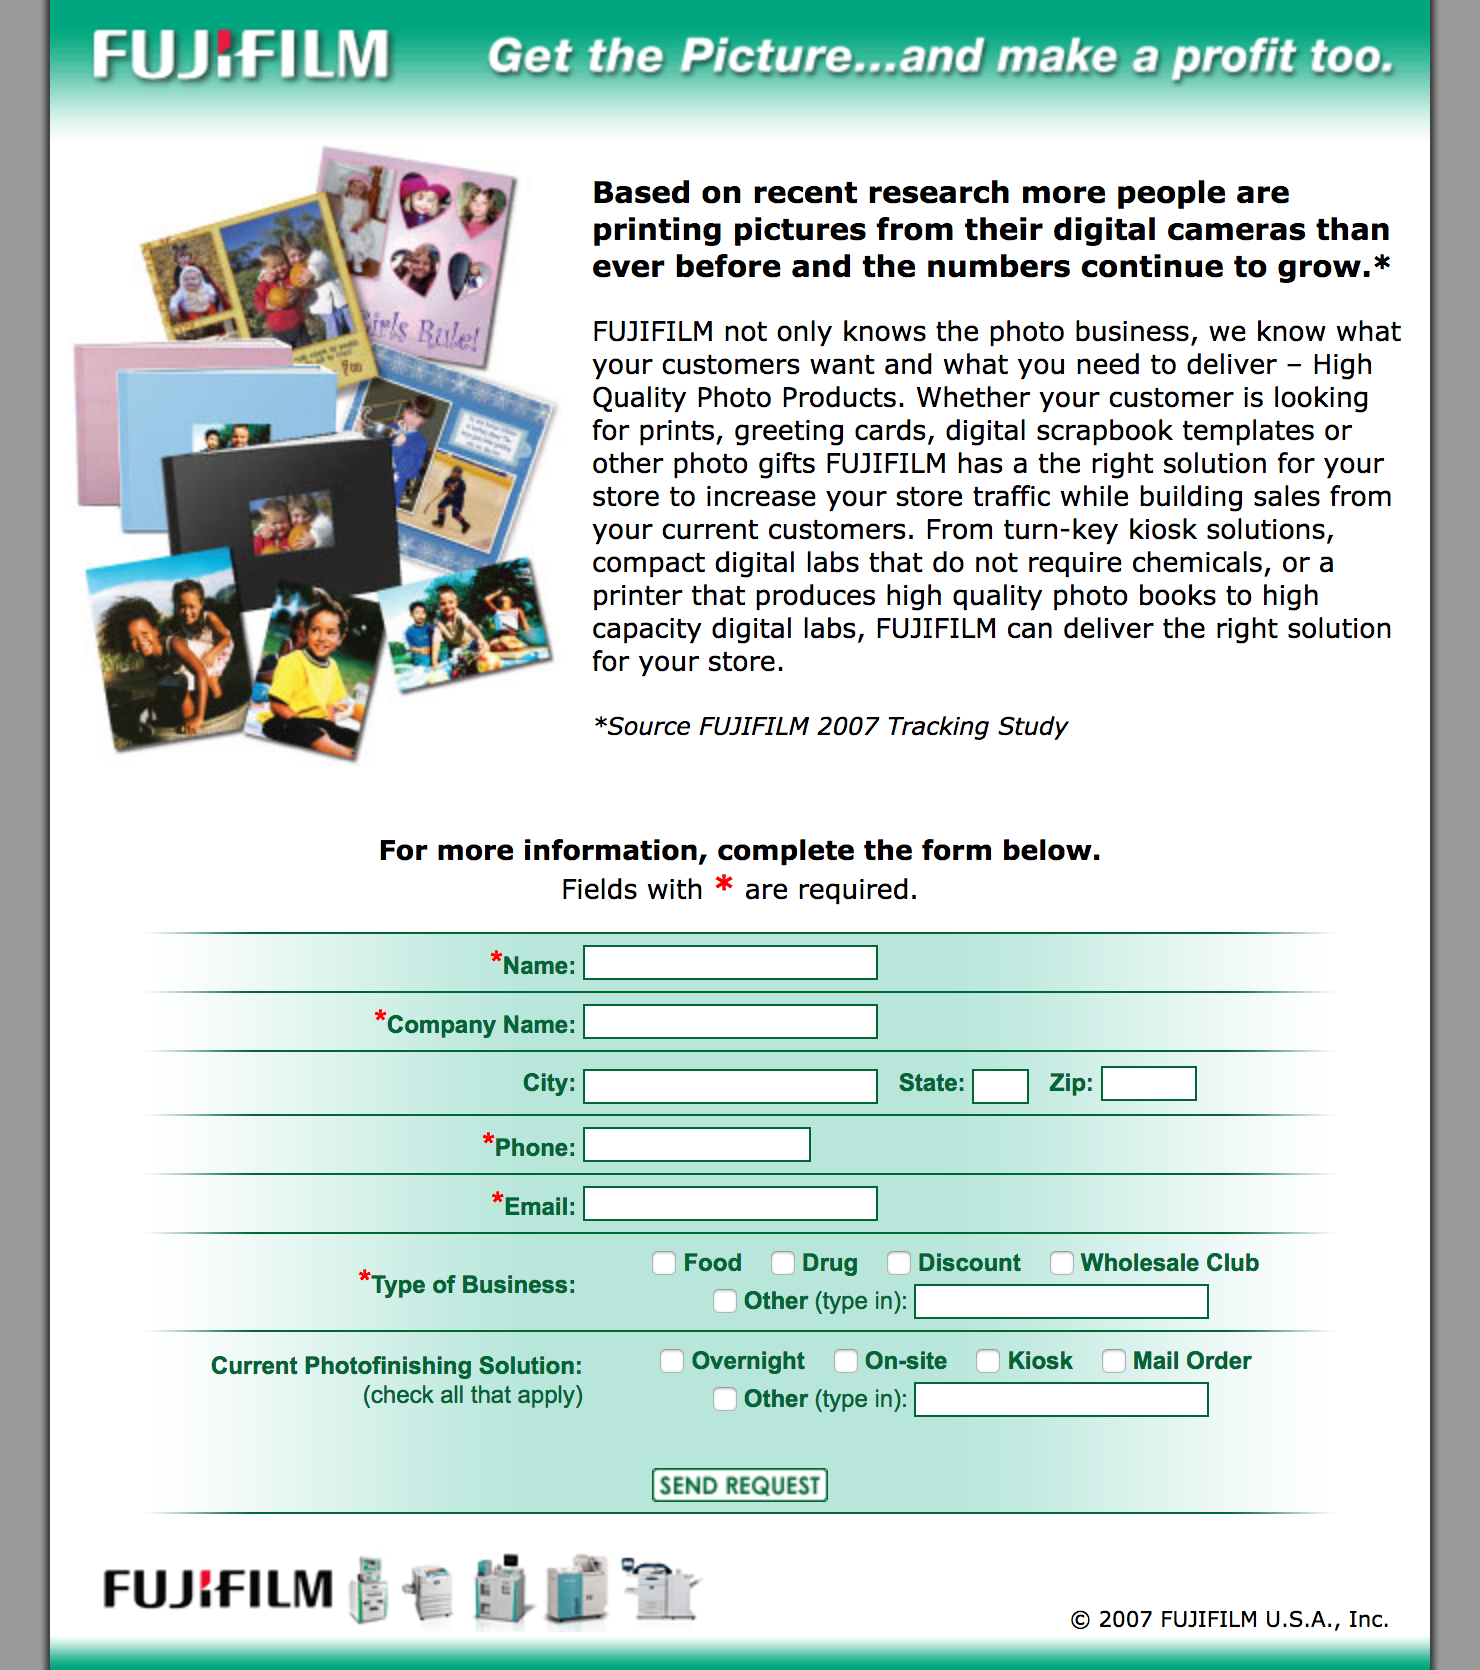 FUJIFILM
Get the Picture...and make a profit too.
Girls Rule!
Based on recent research more people are
printing pictures from their digital cameras than
ever before and the numbers continue to grow.*
FUJIFILM not only knows the photo business, we know what
your customers want and what you need to deliver – High
Quality Photo Products. Whether your customer is looking
for prints, greeting cards, digital scrapbook templates or
other photo gifts FUJIFILM has a the right solution for your
store to increase your store traffic while building sales from
your current customers. From turn-key kiosk solutions,
compact digital labs that do not require chemicals, or a
printer that produces high quality photo books to high
capacity digital labs, FUJIFILM can deliver the right solution
for your store.
*Source FUJIFILM 2007 Tracking Study
For more information, complete the form below.
Fields with * are required.
*Name:
*Company Name:
City: State: Zip:
*Phone:
*Email:
*Type of Business:
Food Drug Discount Wholesale Club
Other (type in):
Current Photofinishing Solution:
(check all that apply)
Overnight On-site Kiosk Mail Order
Other (type in):
SEND REQUEST
FUJIFILM
© 2007 FUJIFILM U.S.A., Inc.